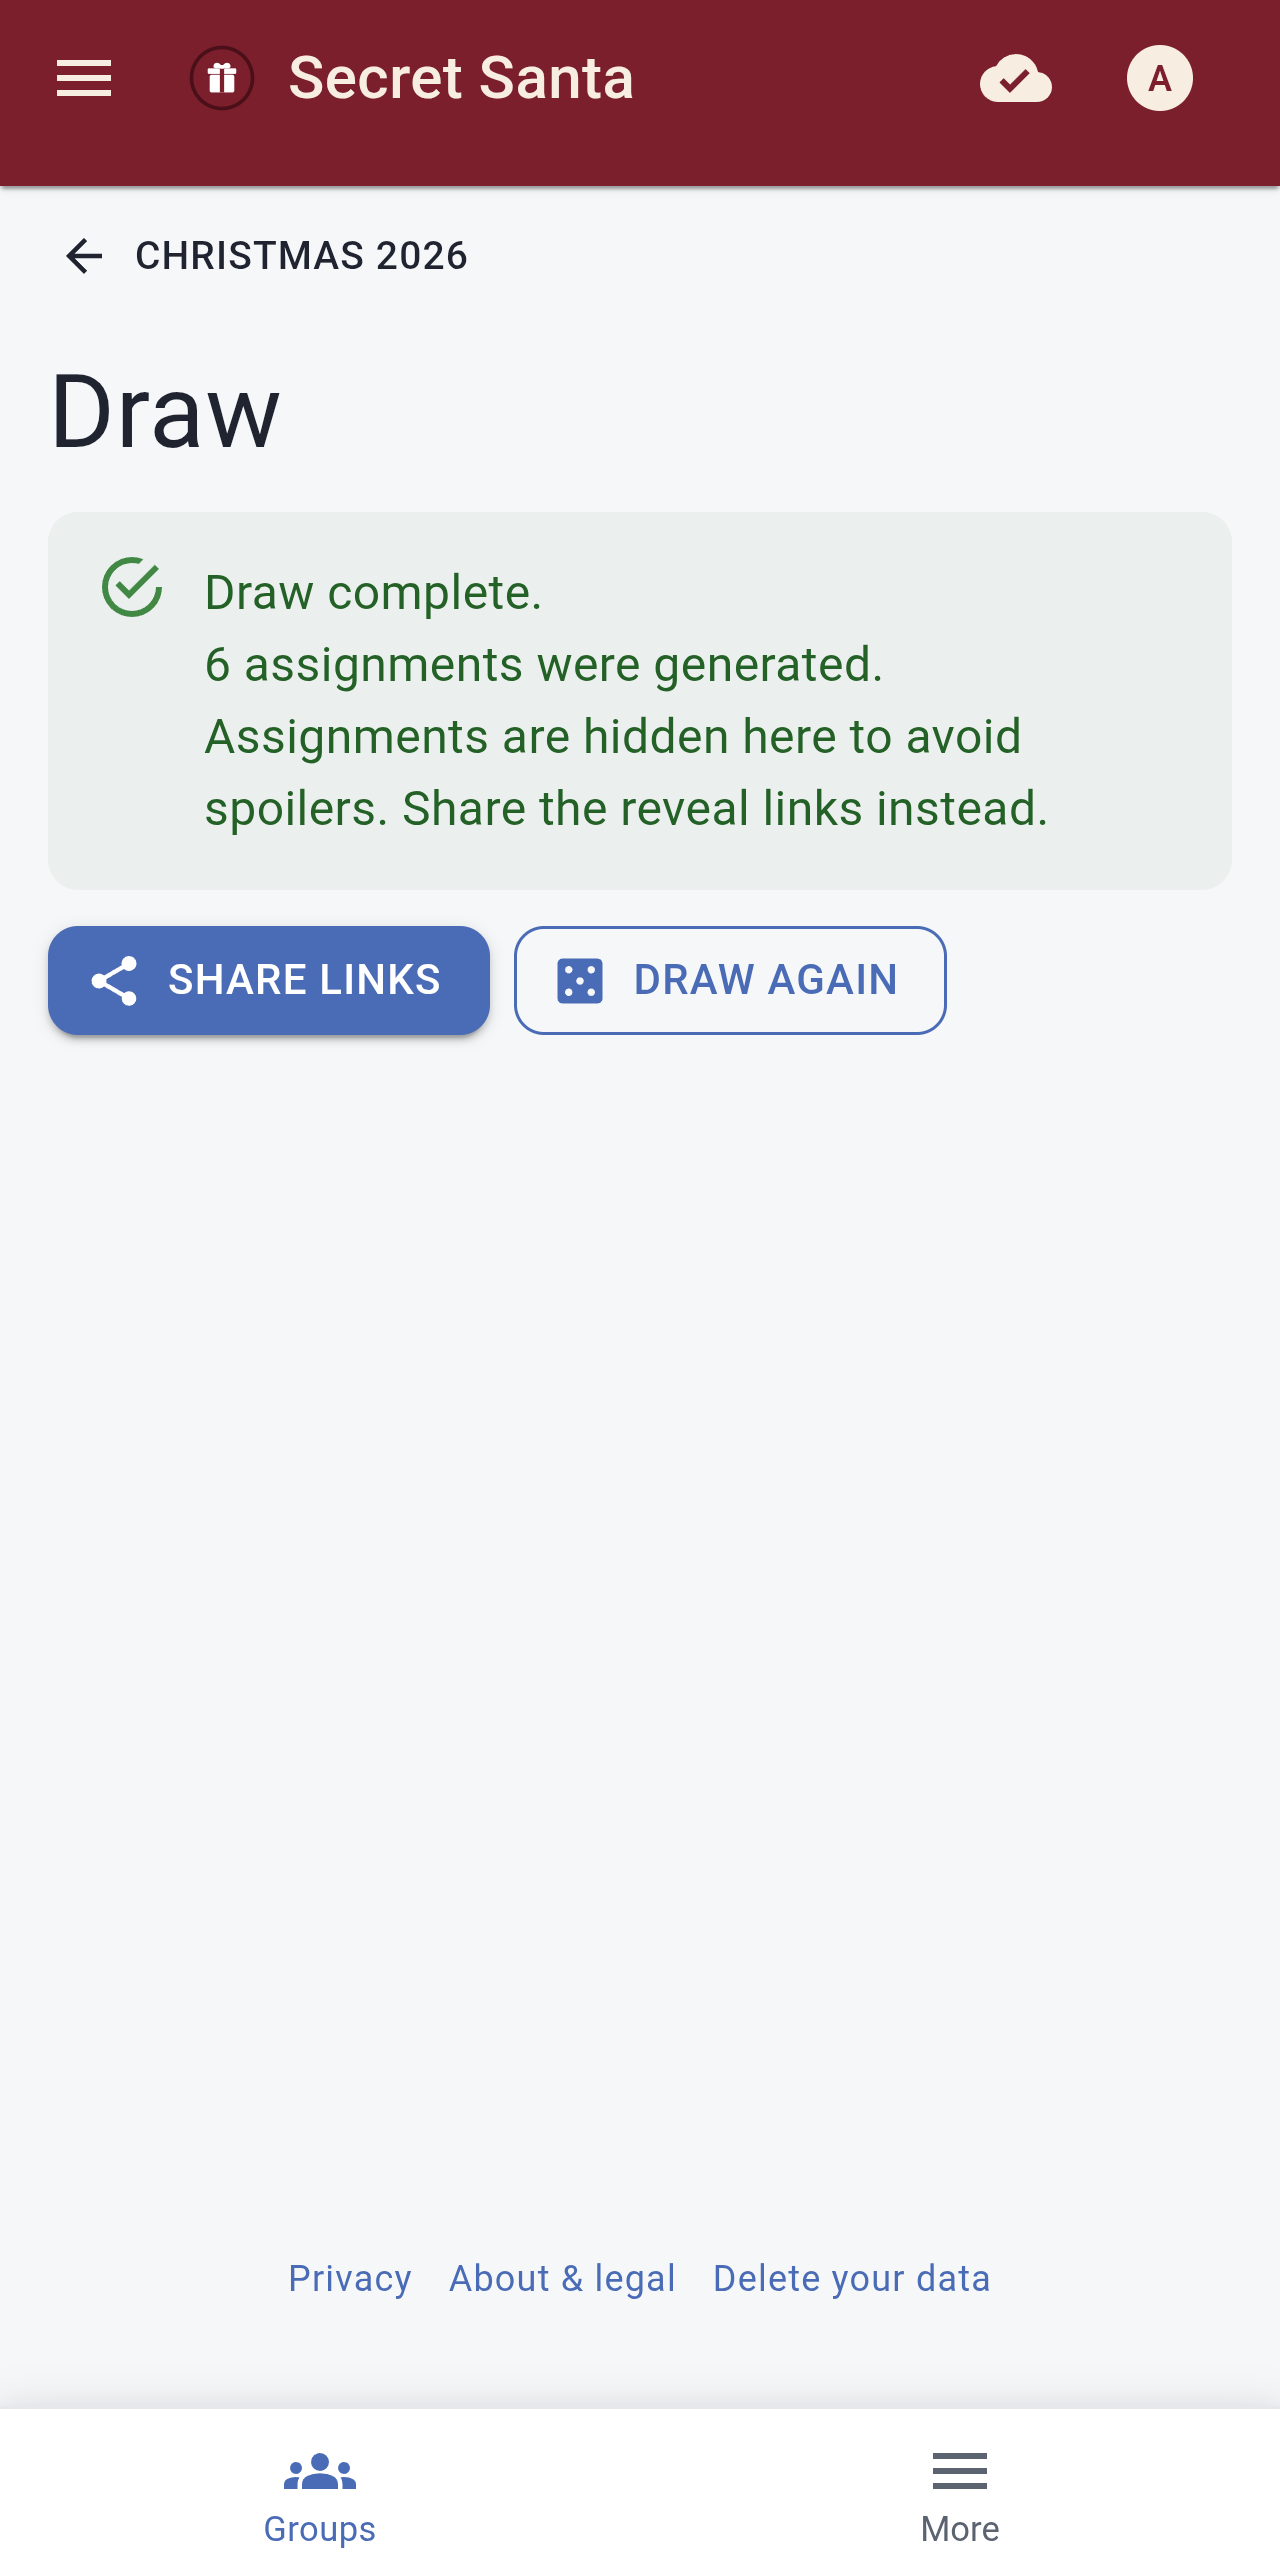 Secret Santa
A
CHRISTMAS 2026
Draw
Draw complete.
6 assignments were generated.
Assignments are hidden here to avoid
spoilers. Share the reveal links instead.
SHARE LINKS
DRAW AGAIN
Privacy About & legal Delete your data
Groups
More